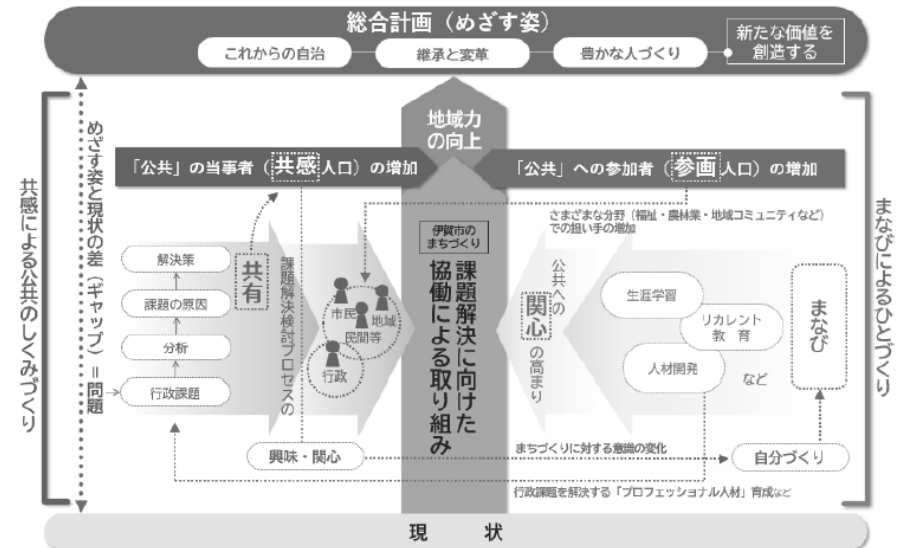 総合計画（めざす姿）
これからの自治
継承と変革
豊かな人づくり
新たな価値を
創造する
地域力
の向上
「公共」の当事者（共感人口）の増加
「公共」への参加者（参画人口）の増加
共感による公共のしくみづくり
めざす姿と現状の差（ギャップ）＝問題
解決策
課題の原因
分析
行政課題
共有
課題解決検討プロセスの
市民
地域
民間等
行政
興味・関心
伊賀市の
まちづくり
課題解決に向けた
協働による取り組み
さまざまな分野（福祉・農林業・地域コミュニティなど）
での担い手の増加
公共への
関心の高まり
生涯学習
リカレント
教育
人材開発
など
まなび
まなびによるひとづくり
まちづくりに対する意識の変化
自分づくり
行政課題を解決する「プロフェッショナル人材」育成など
現状